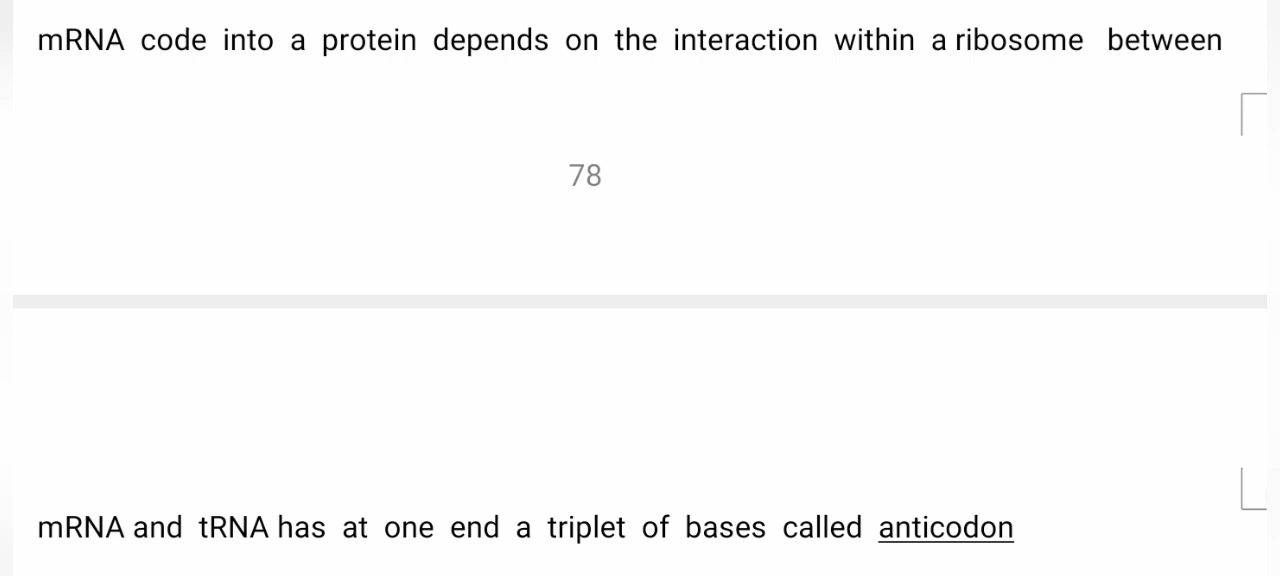 mRNA code into a protein depends on the interaction within a ribosome between
78
mRNA and tRNA has at one end a triplet of bases called anticodon